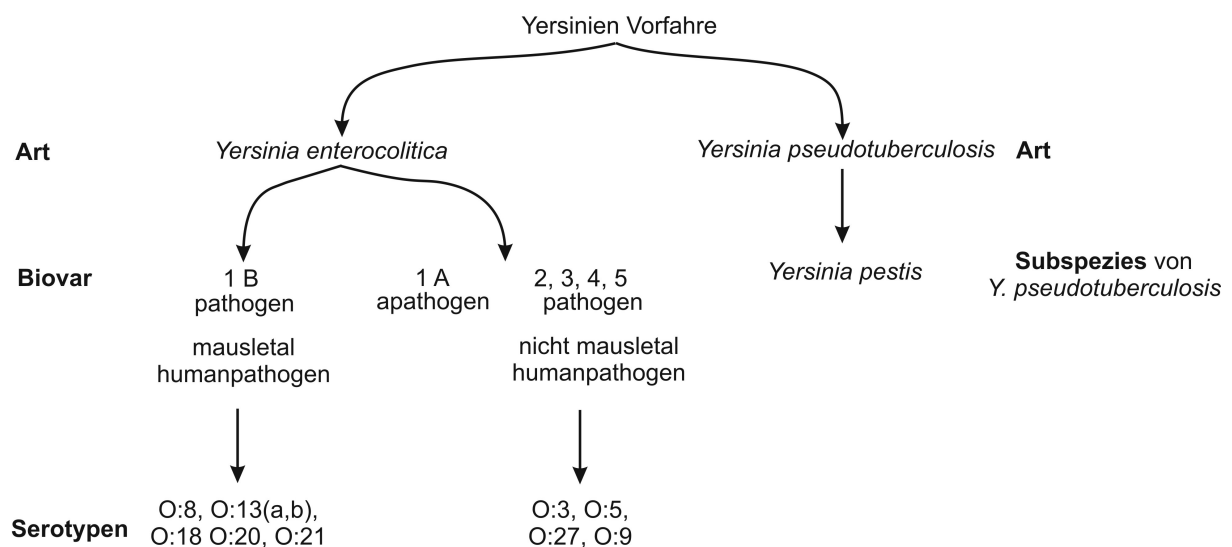 Yersinien Vorfahre
Art
Yersinia enterocolitica
Yersinia pseudotuberculosis
Art
Biovar
1 B
pathogen
1 A
apathogen
2, 3, 4, 5
pathogen
Yersinia pestis
Subspezies von
Y. pseudotuberculosis
mausletal
humanpathogen
nicht mausletal
humanpathogen
Serotypen
O:8, O:13(a,b),
O:18 O:20, O:21
O:3, O:5,
O:27, O:9